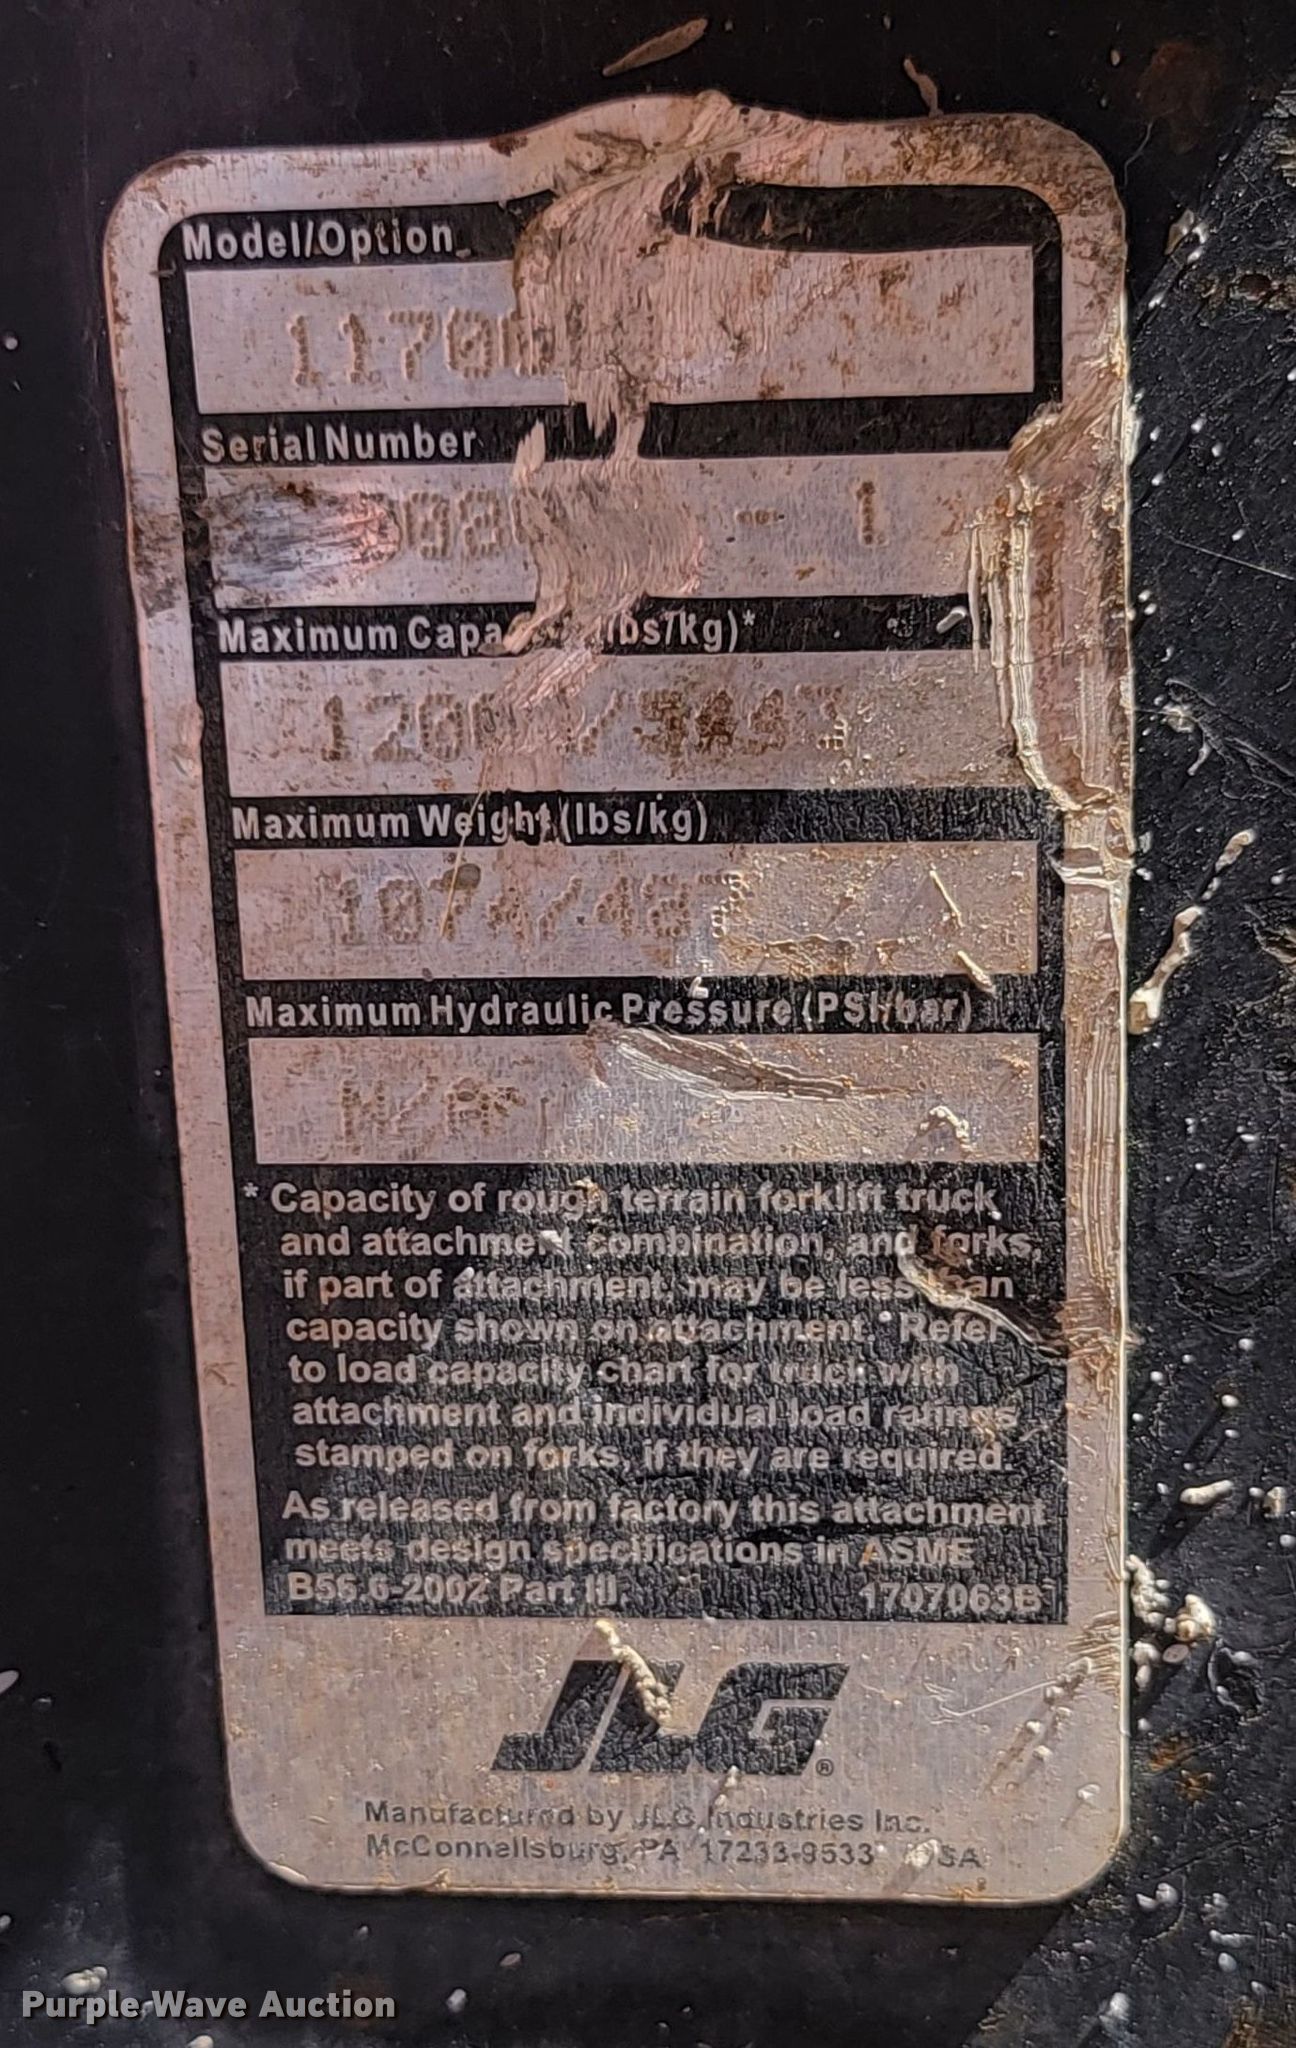 Model/Option
Serial Number
- 1
Maximum (lbs/kg)*
Maximum Weight (lbs/kg)
Maximum Hydraulic Pressure (PSI/bar)
N/A
* Capacity of rough terrain forklift truck
and attachment combination, and forks,
if part of attachment, may be less than
capacity shown on attachment. Refer
to load capacity chart for truck with
attachment and individual load ratings
stamped on forks, if they are required.
As released from factory this attachment
meets design specifications in ASME
B56.6-2002 Part III. 1707063B
JLG®
Manufactured by JLG Industries Inc.
McConnellsburg, PA 17233-9533 USA
Purple Wave Auction